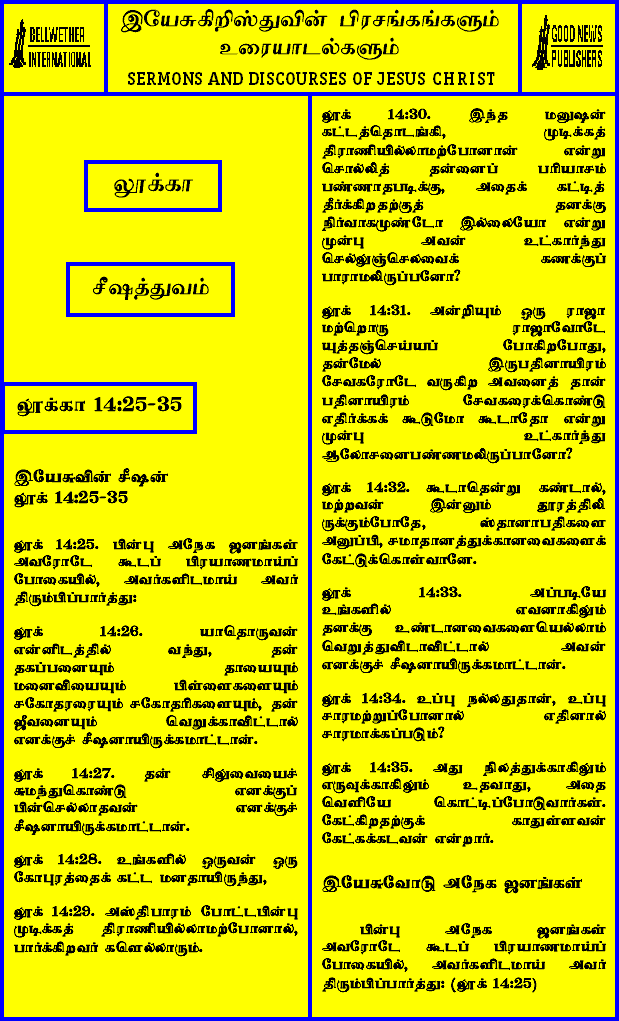 BELLWETHER
INTERNATIONAL
இயேசுகிறிஸ்துவின் பிரசங்கங்களும்
உரையாடல்களும்
SERMONS AND DISCOURSES OF JESUS CHRIST
GOOD NEWS
PUBLISHERS
லூக்கா
சீஷத்துவம்
லூக்கா 14:25-35
இயேசுவின் சீஷன்
லூக் 14:25-35
லூக் 14:25. பின்பு அநேக ஜனங்கள்
அவரோடே கூடப் பிரயாணமாய்ப்
போகையில், அவர்களிடமாய் அவர்
திரும்பிப்பார்த்து:
லூக் 14:26. யாதொருவன்
என்னிடத்தில் வந்து, தன்
தகப்பனையும் தாயையும்
மனைவியையும் பிள்ளைகளையும்
சகோதரரையும் சகோதரிகளையும், தன்
ஜீவனையும் வெறுக்காவிட்டால்
எனக்குச் சீஷனாயிருக்கமாட்டான்.
லூக் 14:27. தன் சிலுவையைச்
சுமந்துகொண்டு எனக்குப்
பின்செல்லாதவன் எனக்குச்
சீஷனாயிருக்கமாட்டான்.
லூக் 14:28. உங்களில் ஒருவன் ஒரு
கோபுரத்தைக் கட்ட மனதாயிருந்து,
லூக் 14:29. அஸ்திபாரம் போட்டபின்பு
முடிக்கத் திராணியில்லாமற்போனால்,
பார்க்கிறவர் களெல்லாரும்.
லூக் 14:30. இந்த மனுஷன்
கட்டத்தொடங்கி, முடிக்கத்
திராணியில்லாமற்போனான் என்று
சொல்லித் தன்னைப் பரியாசம்
பண்ணாதபடிக்கு, அதைக் கட்டித்
தீர்க்கிறதற்குத் தனக்கு
நிர்வாகமுண்டோ இல்லையோ என்று
முன்பு அவன் உட்கார்ந்து
செல்லுஞ்செலவைக் கணக்குப்
பாராமலிருப்பனோ?
லூக் 14:31. அன்றியும் ஒரு ராஜா
மற்றொரு ராஜாவோடே
யுத்தஞ்செய்யப் போகிறபோது,
தன்மேல் இருபதினாயிரம்
சேவகரோடே வருகிற அவனைத் தான்
பதினாயிரம் சேவகரைக்கொண்டு
எதிர்க்கக் கூடுமோ கூடாதோ என்று
முன்பு உட்கார்ந்து
ஆலோசனைபண்ணமலிருப்பானோ?
லூக் 14:32. கூடாதென்று கண்டால்,
மற்றவன் இன்னும் தூரத்திலி
ருக்கும்போதே, ஸ்தானாபதிகளை
அனுப்பி, சமாதானத்துக்கானவைகளைக்
கேட்டுக்கொள்வானே.
லூக் 14:33. அப்படியே
உங்களில் எவனாகிலும்
தனக்கு உண்டானவைகளையெல்லாம்
வெறுத்துவிடாவிட்டால் அவன்
எனக்குச் சீஷனாயிருக்கமாட்டான்.
லூக் 14:34. உப்பு நல்லதுதான், உப்பு
சாரமற்றுப்போனால் எதினால்
சாரமாக்கப்படும்?
லூக் 14:35. அது நிலத்துக்காகிலும்
எருவுக்காகிலும் உதவாது, அதை
வெளியே கொட்டிப்போடுவார்கள்.
கேட்கிறதற்குக் காதுள்ளவன்
கேட்கக்கடவன் என்றார்.
இயேசுவோடு அநேக ஜனங்கள்
பின்பு அநேக ஜனங்கள்
அவரோடே கூடப் பிரயாணமாய்ப்
போகையில், அவர்களிடமாய் அவர்
திரும்பிப்பார்த்து: (லூக் 14:25)